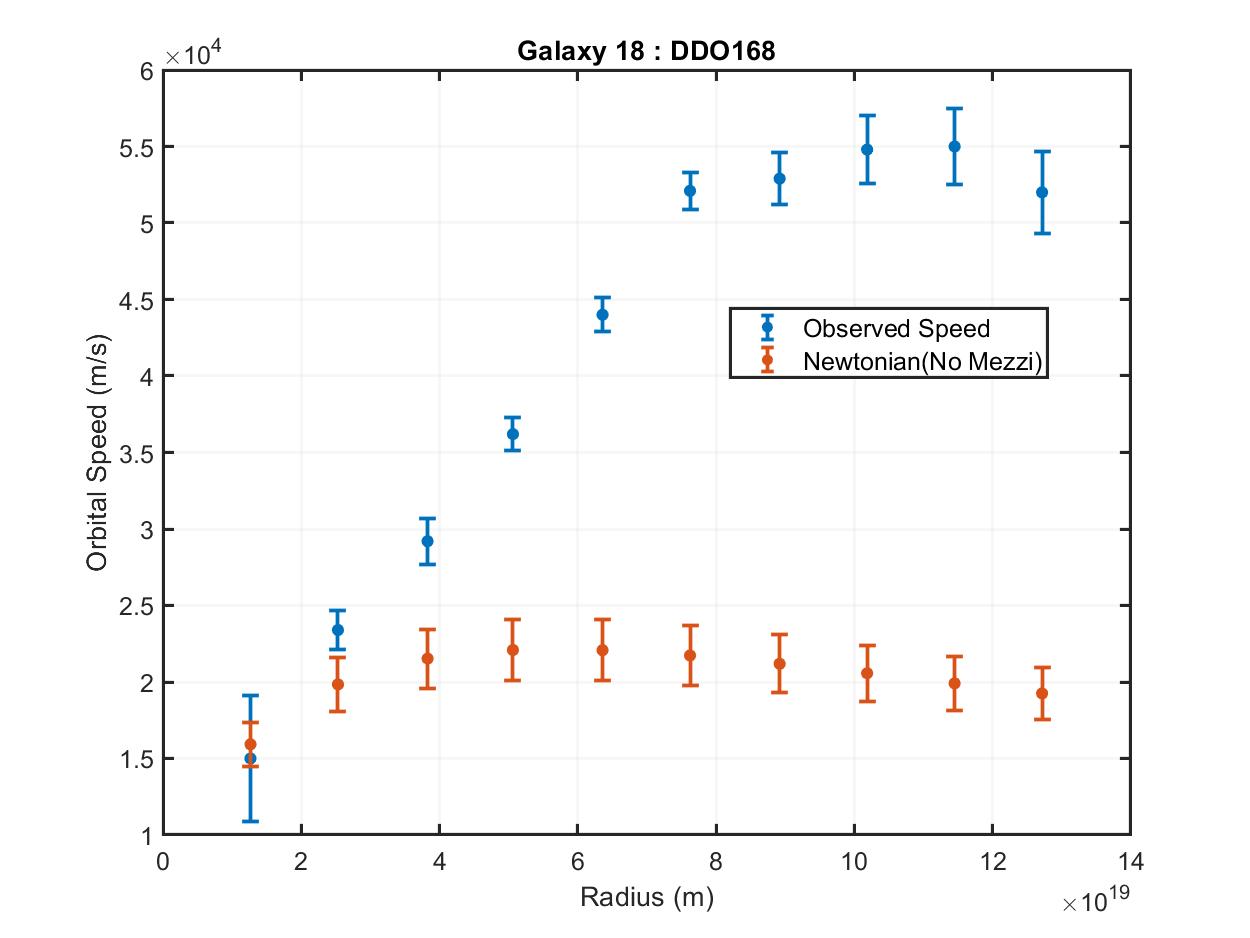 Galaxy 18 : DDO168
×10⁴
6
5.5
5
4.5
4
3.5
3
2.5
2
1.5
1
Orbital Speed (m/s)
Observed Speed
Newtonian(No Mezzi)
0 2 4 6 8 10 12 14
Radius (m)
×10¹⁹